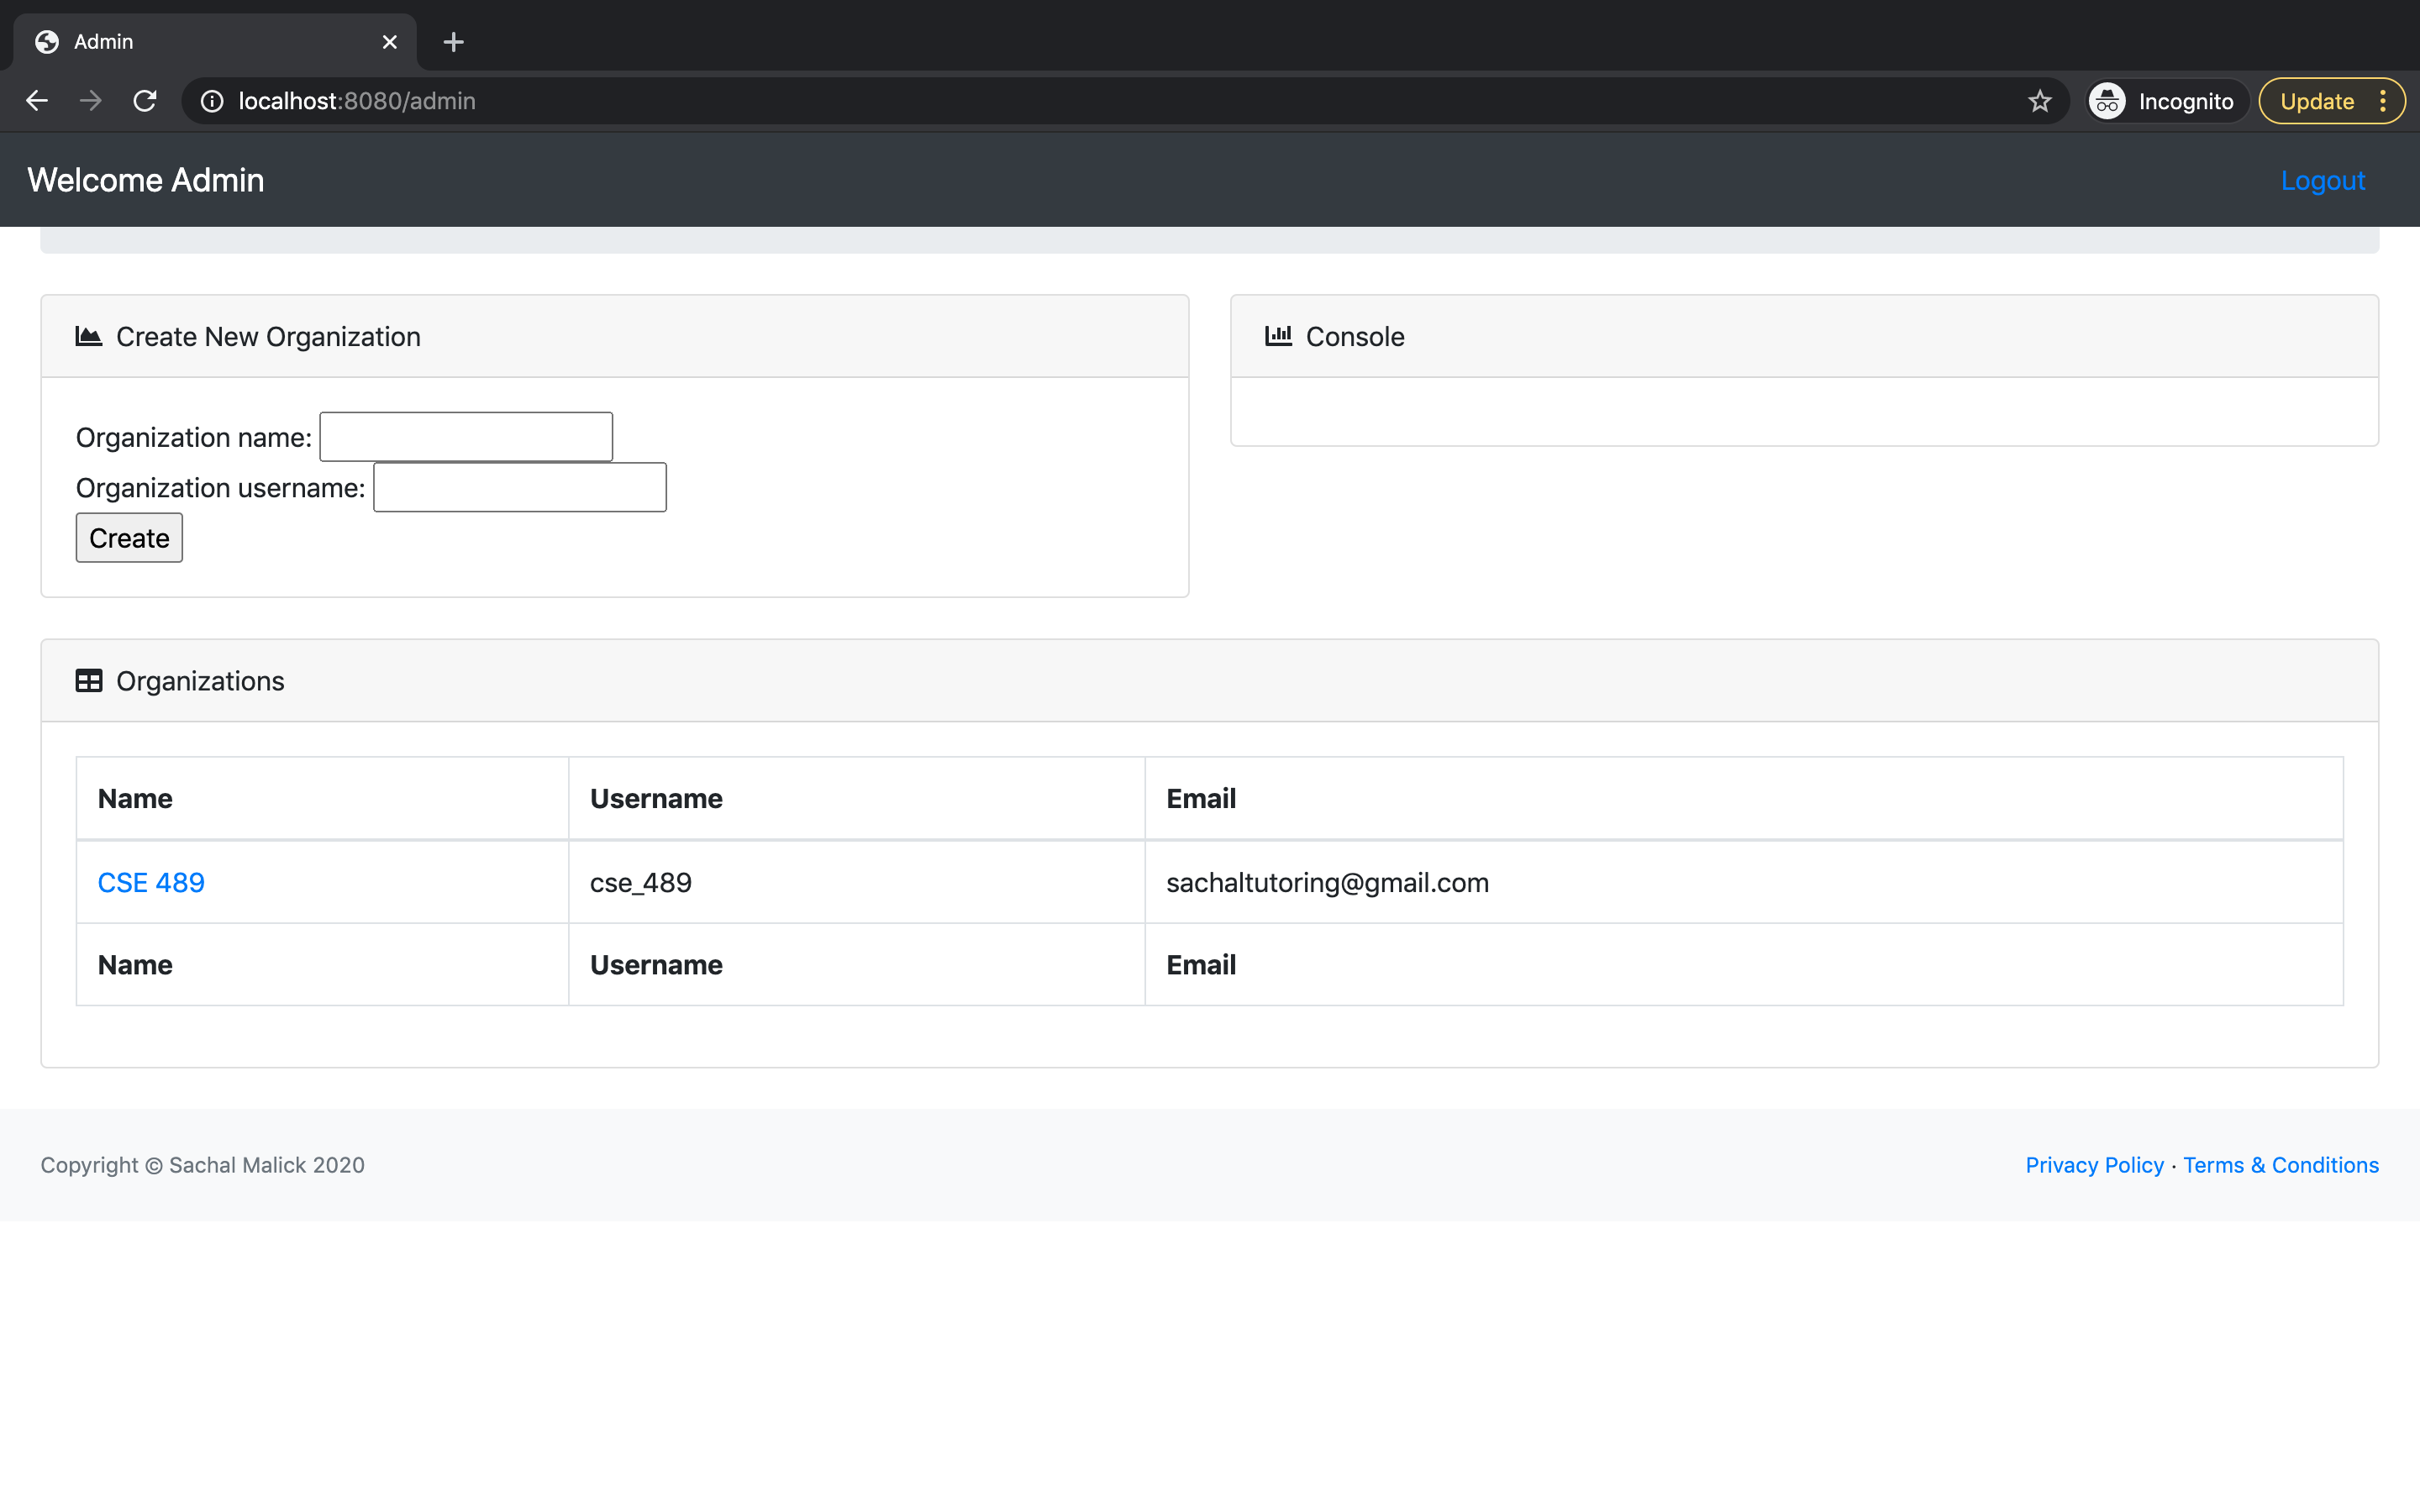 Admin
localhost:8080/admin
Incognito
Update
Welcome Admin
Logout
Create New Organization
Organization name:
Organization username:
Create
Console
Organizations
Name Username Email
CSE 489 cse_489 sachaltutoring@gmail.com
Name Username Email
Copyright © Sachal Malick 2020
Privacy Policy · Terms & Conditions